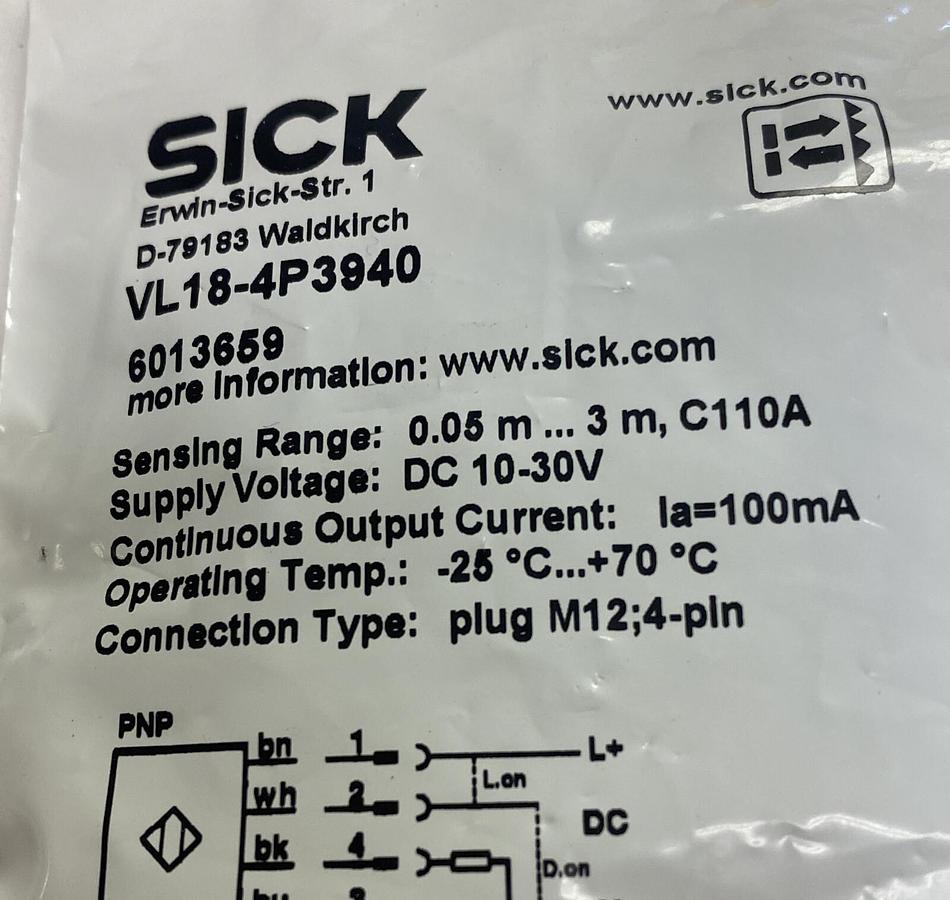 www.sick.com
SICK
Erwin-Sick-Str. 1
D-79183 Waldkirch
VL18-4P3940
6013659
more information: www.sick.com
Sensing Range: 0.05 m ... 3 m, C110A
Supply Voltage: DC 10-30V
Continuous Output Current: Ia=100mA
Operating Temp.: -25 °C...+70 °C
Connection Type: plug M12;4-pin
PNP
bn 1 L+
L.on
wh 2
DC
bk 4
D.on